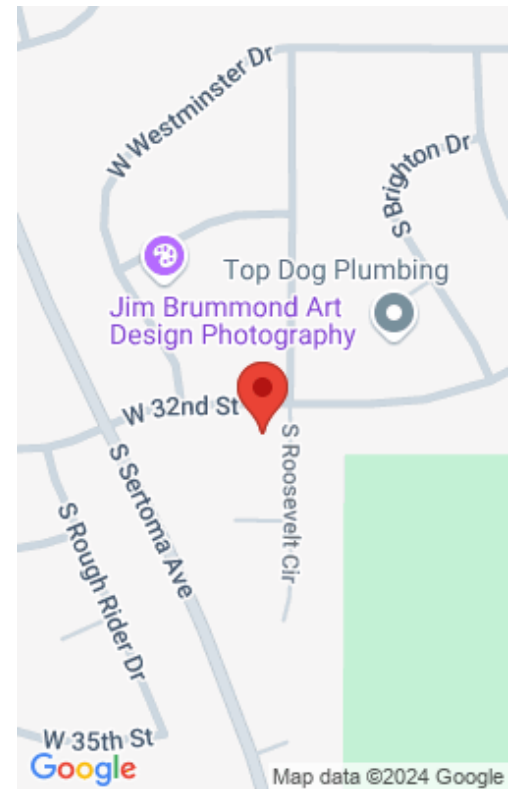 W Westminster Dr
S Brighton Dr
Top Dog Plumbing
Jim Brummond Art
Design Photography
W 32nd St
S Roosevelt Cir
S Sertoma Ave
S Rough Rider Dr
W 35th St
Google
Map data ©2024 Google